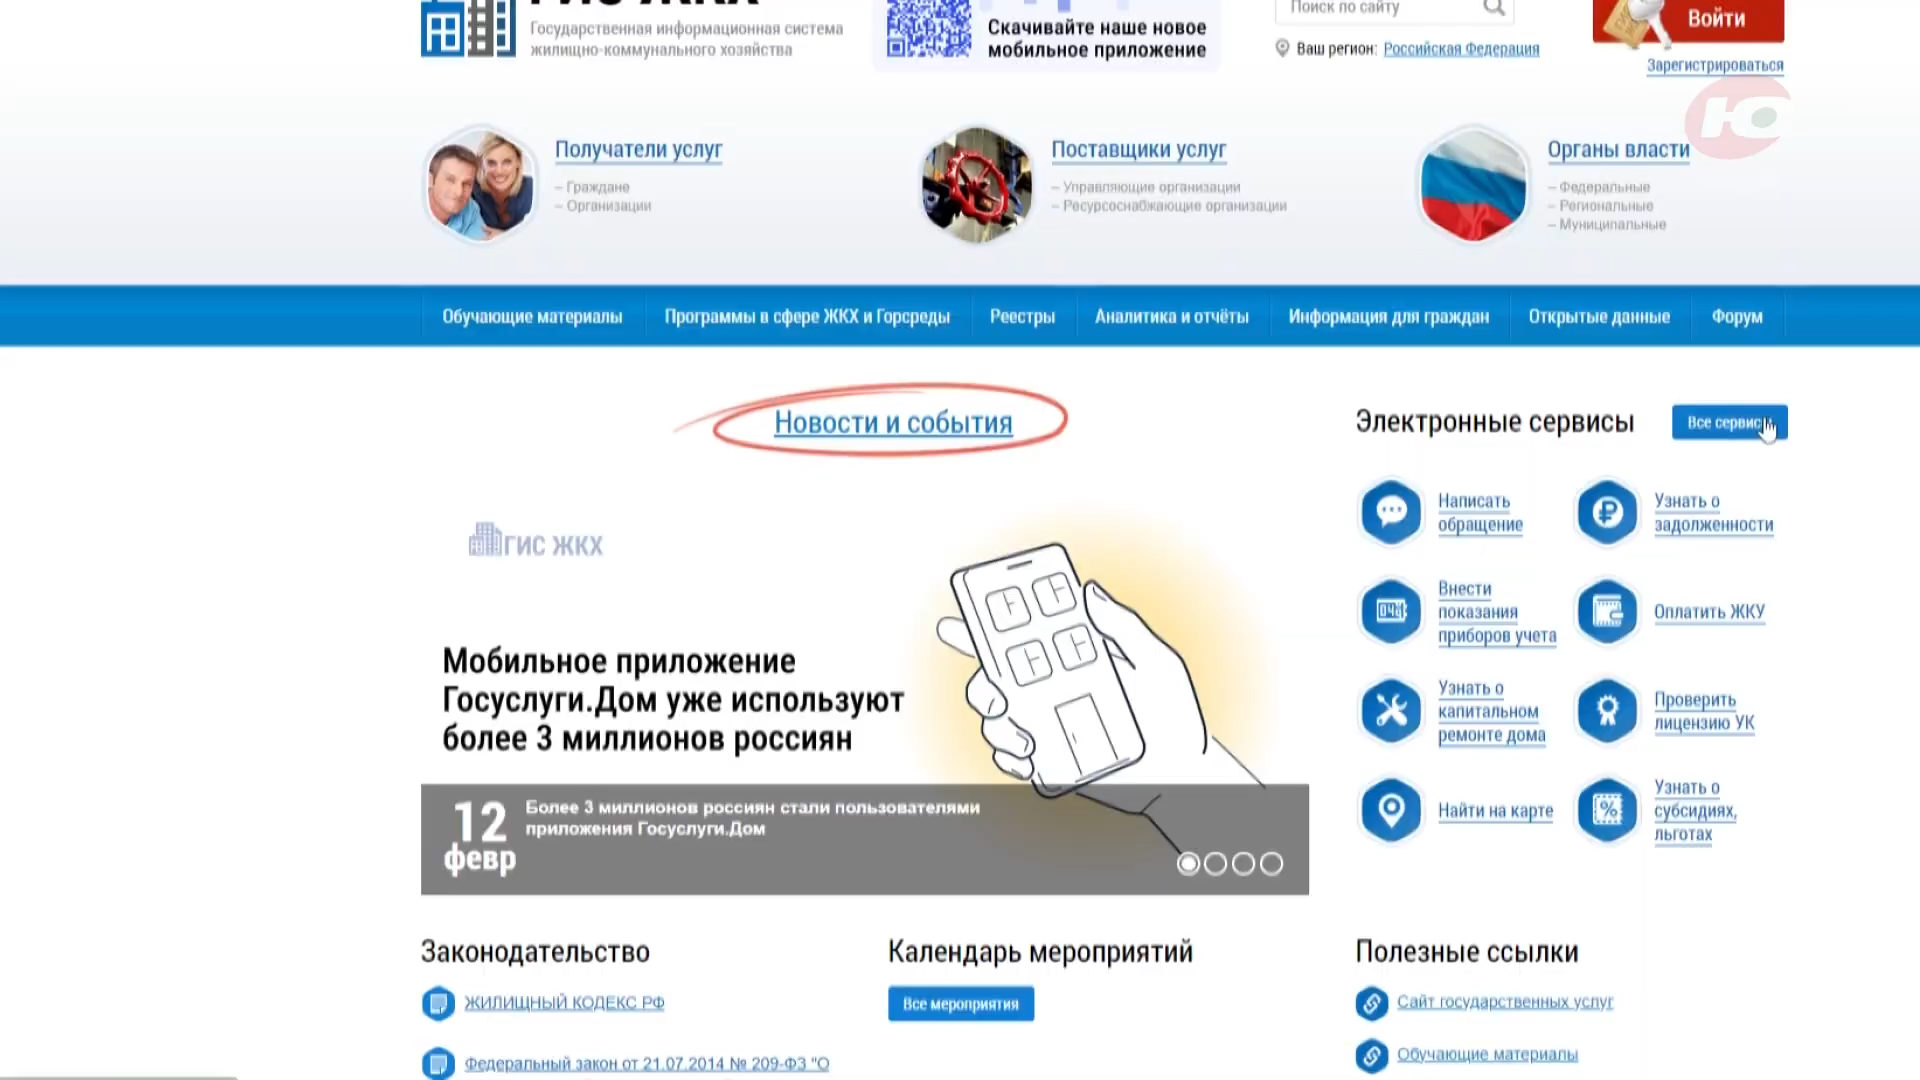 ГИС ЖКХ
Государственная информационная система
жилищно-коммунального хозяйства
Скачивайте наше новое
мобильное приложение
Поиск по сайту
Ваш регион: Российская Федерация
Войти
Зарегистрироваться
Ю
Получатели услуг
– Граждане
– Организации
Поставщики услуг
– Управляющие организации
– Ресурсоснабжающие организации
Органы власти
– Федеральные
– Региональные
– Муниципальные
Обучающие материалы
Программы в сфере ЖКХ и Горсреды
Реестры
Аналитика и отчёты
Информация для граждан
Открытые данные
Форум
Новости и события
ГИС ЖКХ
Мобильное приложение
Госуслуги.Дом уже используют
более 3 миллионов россиян
12
февр
Более 3 миллионов россиян стали пользователями
приложения Госуслуги.Дом
Электронные сервисы
Все сервисы
Написать
обращение
Узнать о
задолженности
Внести
показания
приборов учета
Оплатить ЖКУ
Узнать о
капитальном
ремонте дома
Проверить
лицензию УК
Найти на карте
Узнать о
субсидиях,
льготах
Законодательство
ЖИЛИЩНЫЙ КОДЕКС РФ
Федеральный закон от 21.07.2014 № 209-ФЗ "О
Календарь мероприятий
Все мероприятия
Полезные ссылки
Сайт государственных услуг
Обучающие материалы